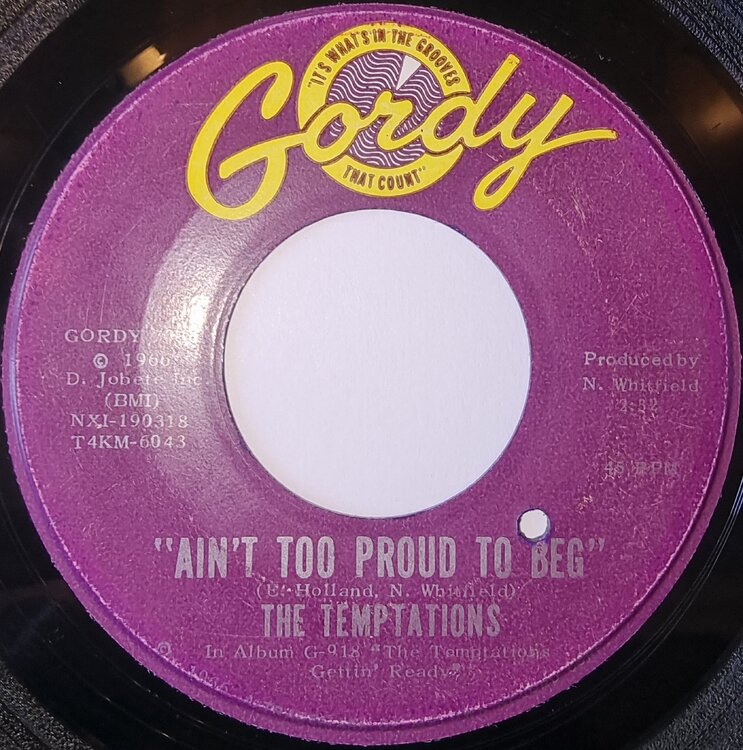 "IT'S WHAT'S IN THE GROOVES
Gordy
THAT COUNT"
GORDY
© 1966
D. Jobete Inc.
(BMI)
NXI-190318
T4KM-6043
Produced by
N. Whitfield
2:32
45 RPM
"AIN'T TOO PROUD TO BEG"
(E. Holland, N. Whitfield)
THE TEMPTATIONS
In Album G-918 "The Temptations
Gettin' Ready"
© 1966